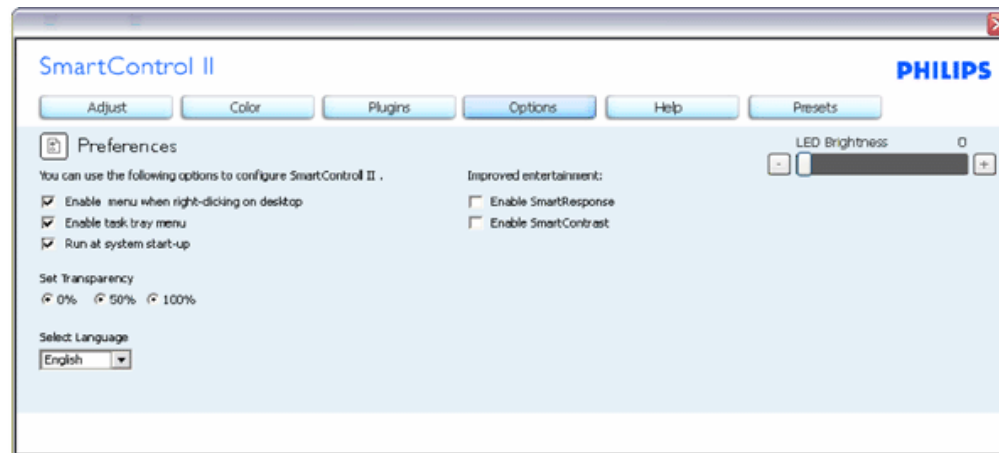 SmartControl II
PHILIPS
Adjust Color Plugins Options Help Presets
Preferences
LED Brightness 0
You can use the following options to configure SmartControl II .
Improved entertainment:
- +
Enable menu when right-clicking on desktop
Enable SmartResponse
Enable task tray menu
Enable SmartContrast
Run at system start-up
Set Transparency
0% 50% 100%
Select Language
English